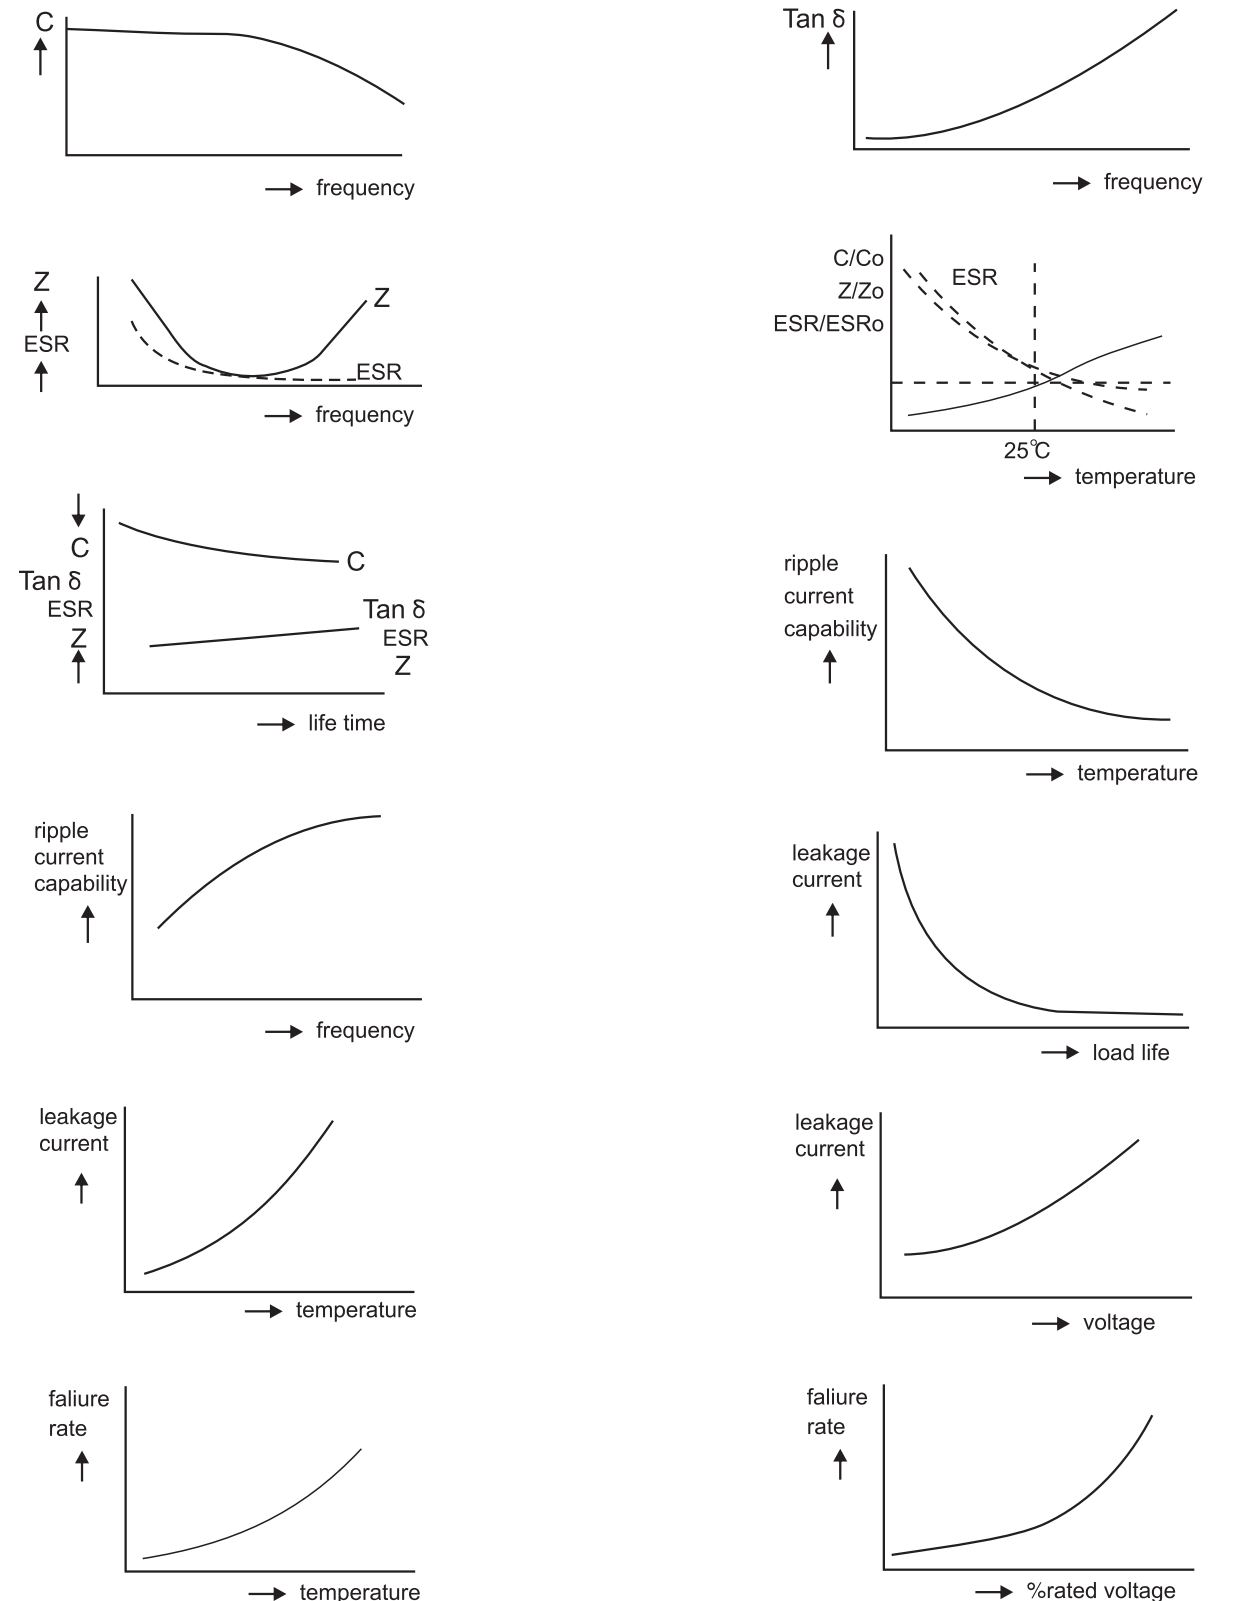 C
frequency
Tan δ
frequency
Z
ESR
Z
ESR
frequency
C/Co
Z/Zo
ESR/ESRo
ESR
25°C
temperature
C
Tan δ
ESR
Z
C
Tan δ
ESR
Z
life time
ripple
current
capability
temperature
ripple
current
capability
frequency
leakage
current
load life
leakage
current
temperature
leakage
current
voltage
faliure
rate
temperature
faliure
rate
%rated voltage